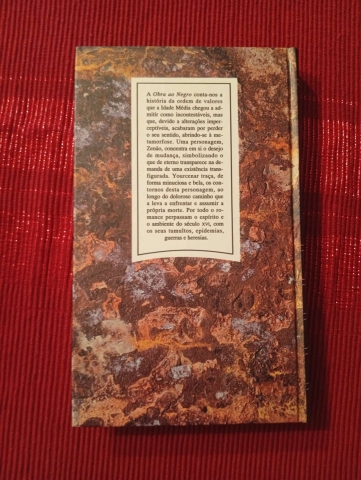 A Obra ao Negro conta-nos a
história da ordem de valores
que a Idade Média chegou a ad-
mitir como incontestáveis, mas
que, devido a alterações imper-
ceptíveis, acabaram por perder
o seu sentido, abrindo-se à me-
tamorfose. Uma personagem,
Zenão, concentra em si o desejo
de mudança, simbolizando o
que de eterno transparece na de-
manda de uma existência trans-
figurada. Yourcenar traça, de
forma minuciosa e bela, os con-
tornos desta personagem, ao
longo do doloroso caminho que
a leva a enfrentar e assumir a
própria morte. Por todo o ro-
mance perpassam o espírito e
o ambiente do século XVI, com
os seus tumultos, epidemias,
guerras e heresias.